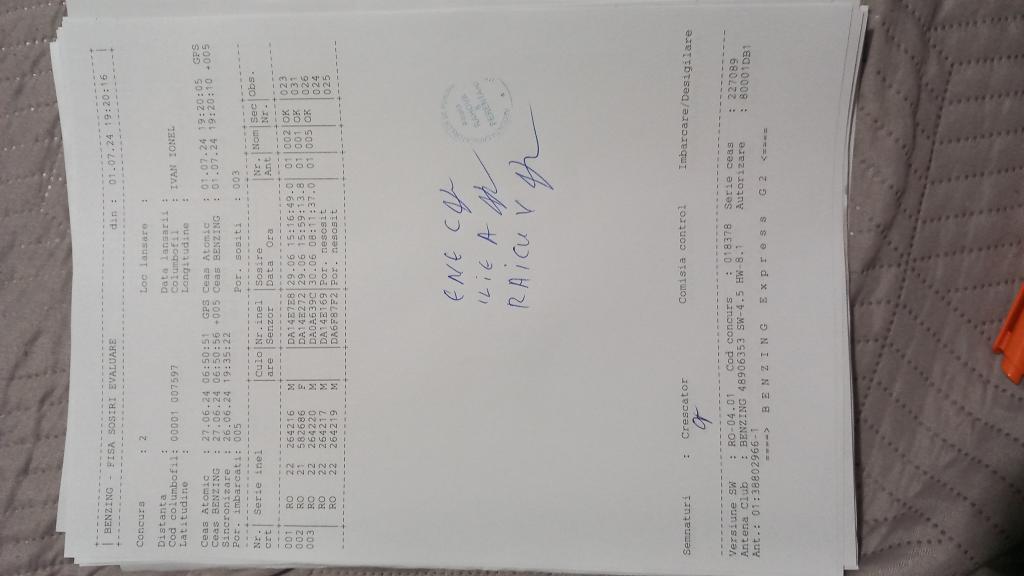 BENZING - FISA SOSIRI EVALUARE din : 01.07.24 19:20:16
Concurs : 2 Loc lansare :
Distanta : Data lansarii :
Cod columbofil: 00001 007597 Columbofil : IVAN IONEL
Latitudine : Longitudine :
Ceas Atomic : 27.06.24 06:50:51 GPS Ceas Atomic : 01.07.24 19:20:05 GPS
Ceas BENZING : 27.06.24 06:50:56 +005 Ceas BENZING : 01.07.24 19:20:10 +005
Sincronizare : 26.06.24 19:35:22
Por. imbarcati: 005 Por. sositi : 003
Nr.| Serie inel |Culo|Nr.inel |Sosire |Nr. |Nom|Sec|Obs.
crt| |are |Senzor |Data Ora |Ant | |Nr.|
001 | RO 22 264216 M | |DA14E7E8|29.06 15:16:49.0| 01|002|OK |023
002 | RO 21 582686 F | |DA14E272|29.06 15:59:13.8| 01|001|OK |031
003 | RO 22 264220 M | |DA0A639C|30.06 08:11:37.0| 01|005|OK |026
| RO 22 264217 M | |DA14E169|Por. nesosit | | | |024
| RO 22 264219 M | |DA6F87F2|Por. nesosit | | | |025
ENE C
ILIE A
RAICU V
Semnaturi : Crescator Comisia control Imbarcare/Desigilare
Versiune SW : RO-04.01 Cod concurs : 018378 Serie ceas : 227089
Antena Club : BENZING 48906353 SW-4.5 HW-8.1 Autorizare : 80001DB1
Ant.: 01:38802966-1
====> B E N Z I N G E x p r e s s G 2 <====